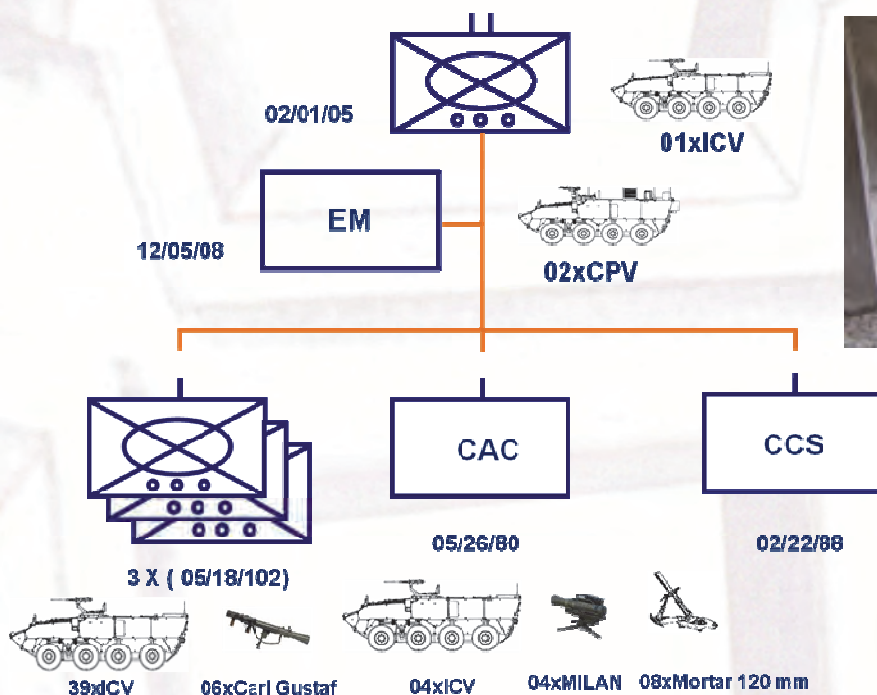 02/01/05
01xICV
EM
12/05/08
02xCPV
CAC
CCS
05/26/80
02/22/88
3 X ( 05/18/102)
39xICV
06xCarl Gustaf
04xICV
04xMILAN
08xMortar 120 mm